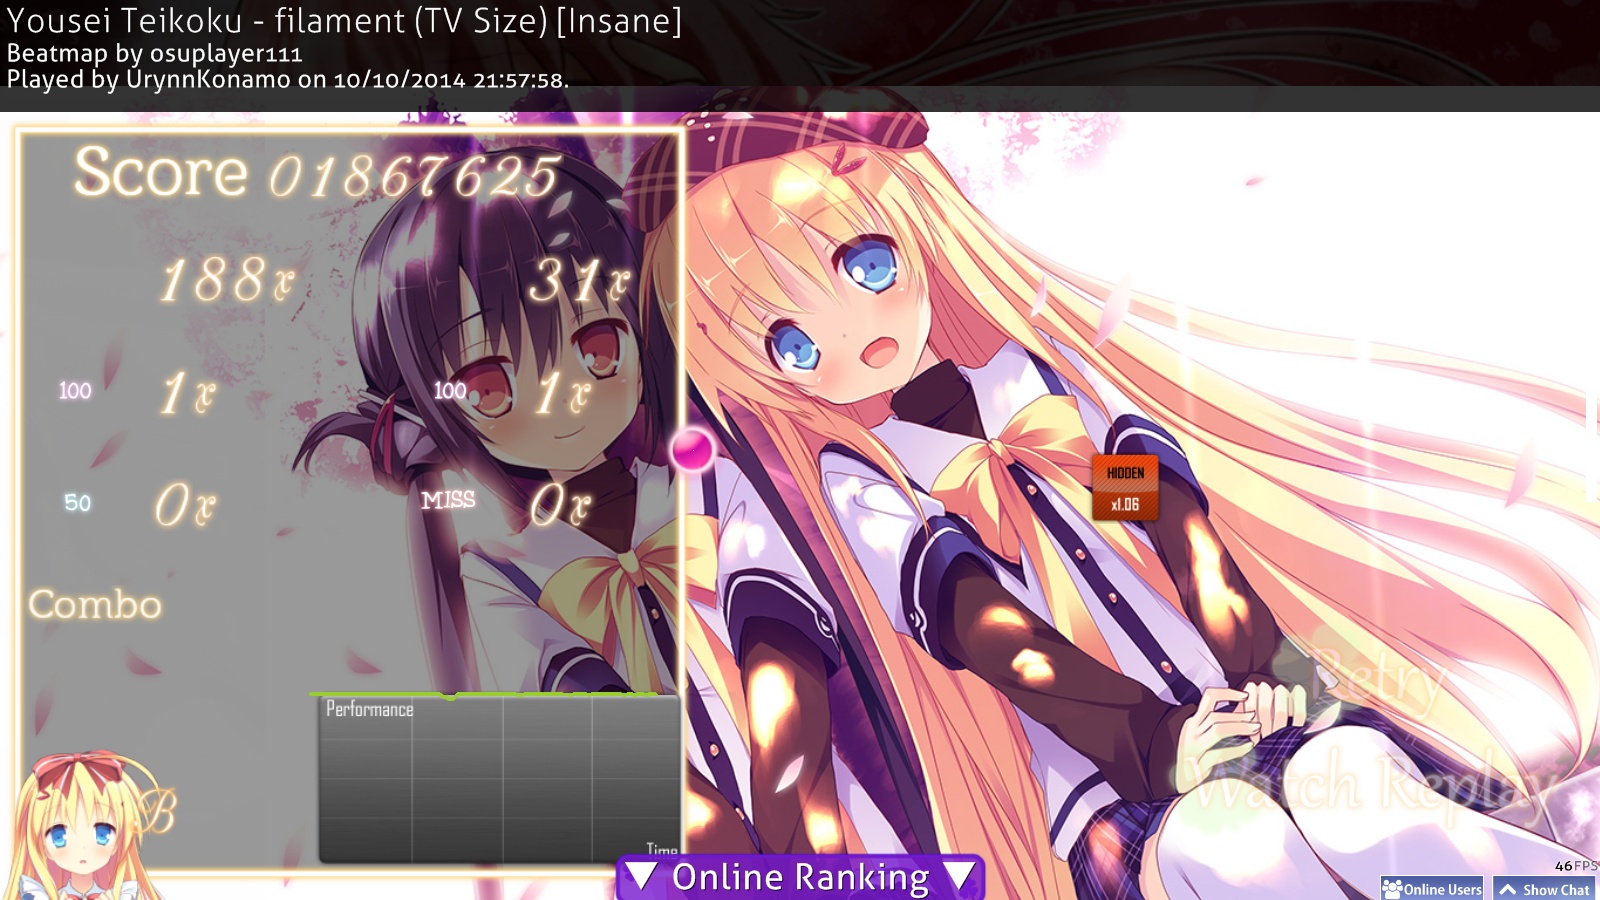 Yousei Teikoku - filament (TV Size) [Insane]
Beatmap by osuplayer111
Played by UrynnKonamo on 10/10/2014 21:57:58.
Score 01867625
188x 31x
100 1x 100 1x
50 0x MISS 0x
Combo
HIDDEN
x1.06
Retry
Watch Replay
Performance
B
Time
Online Ranking
46FPS
Online Users
Show Chat